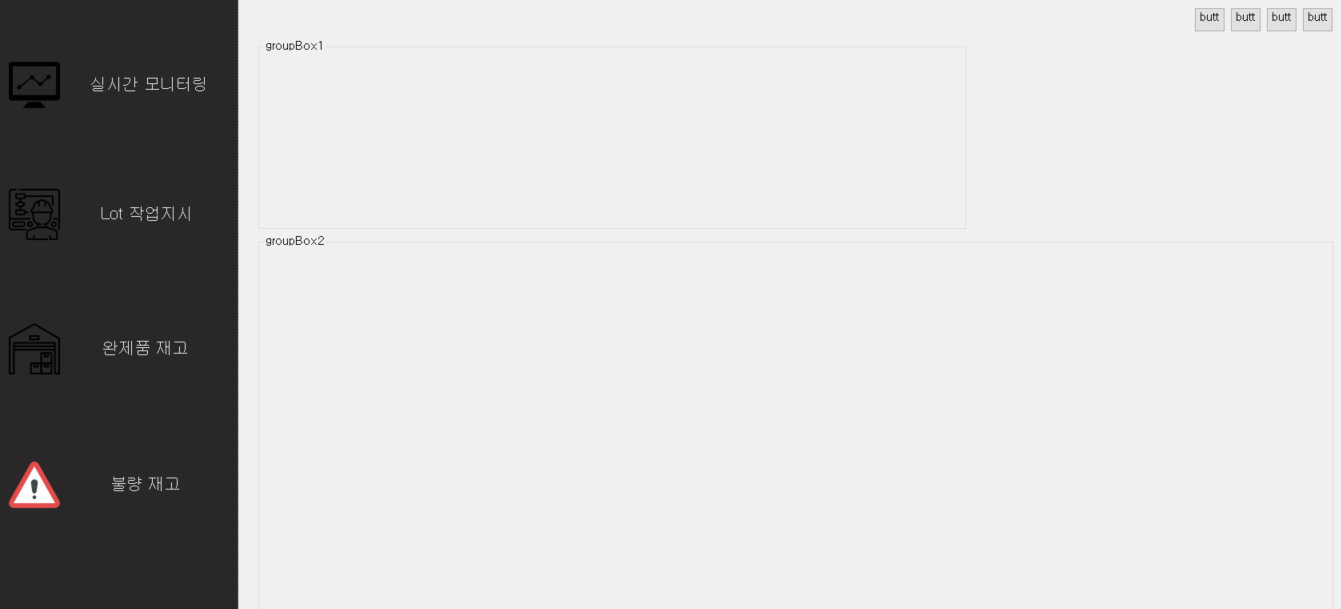 butt butt butt butt
groupBox1
실시간 모니터링
Lot 작업지시
groupBox2
완제품 재고
불량 재고